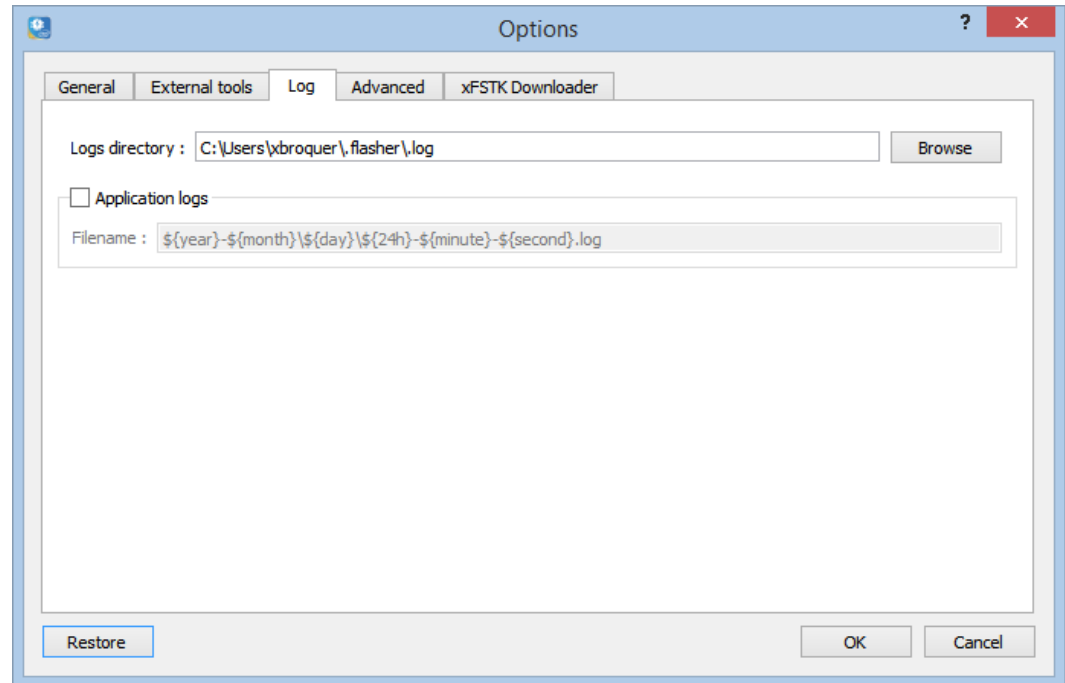 Options ?
General External tools Log Advanced xFSTK Downloader
Logs directory : C:\Users\xbroquer\.flasher\.log Browse
Application logs
Filename : ${year}-${month}\${day}\${24h}-${minute}-${second}.log
Restore OK Cancel